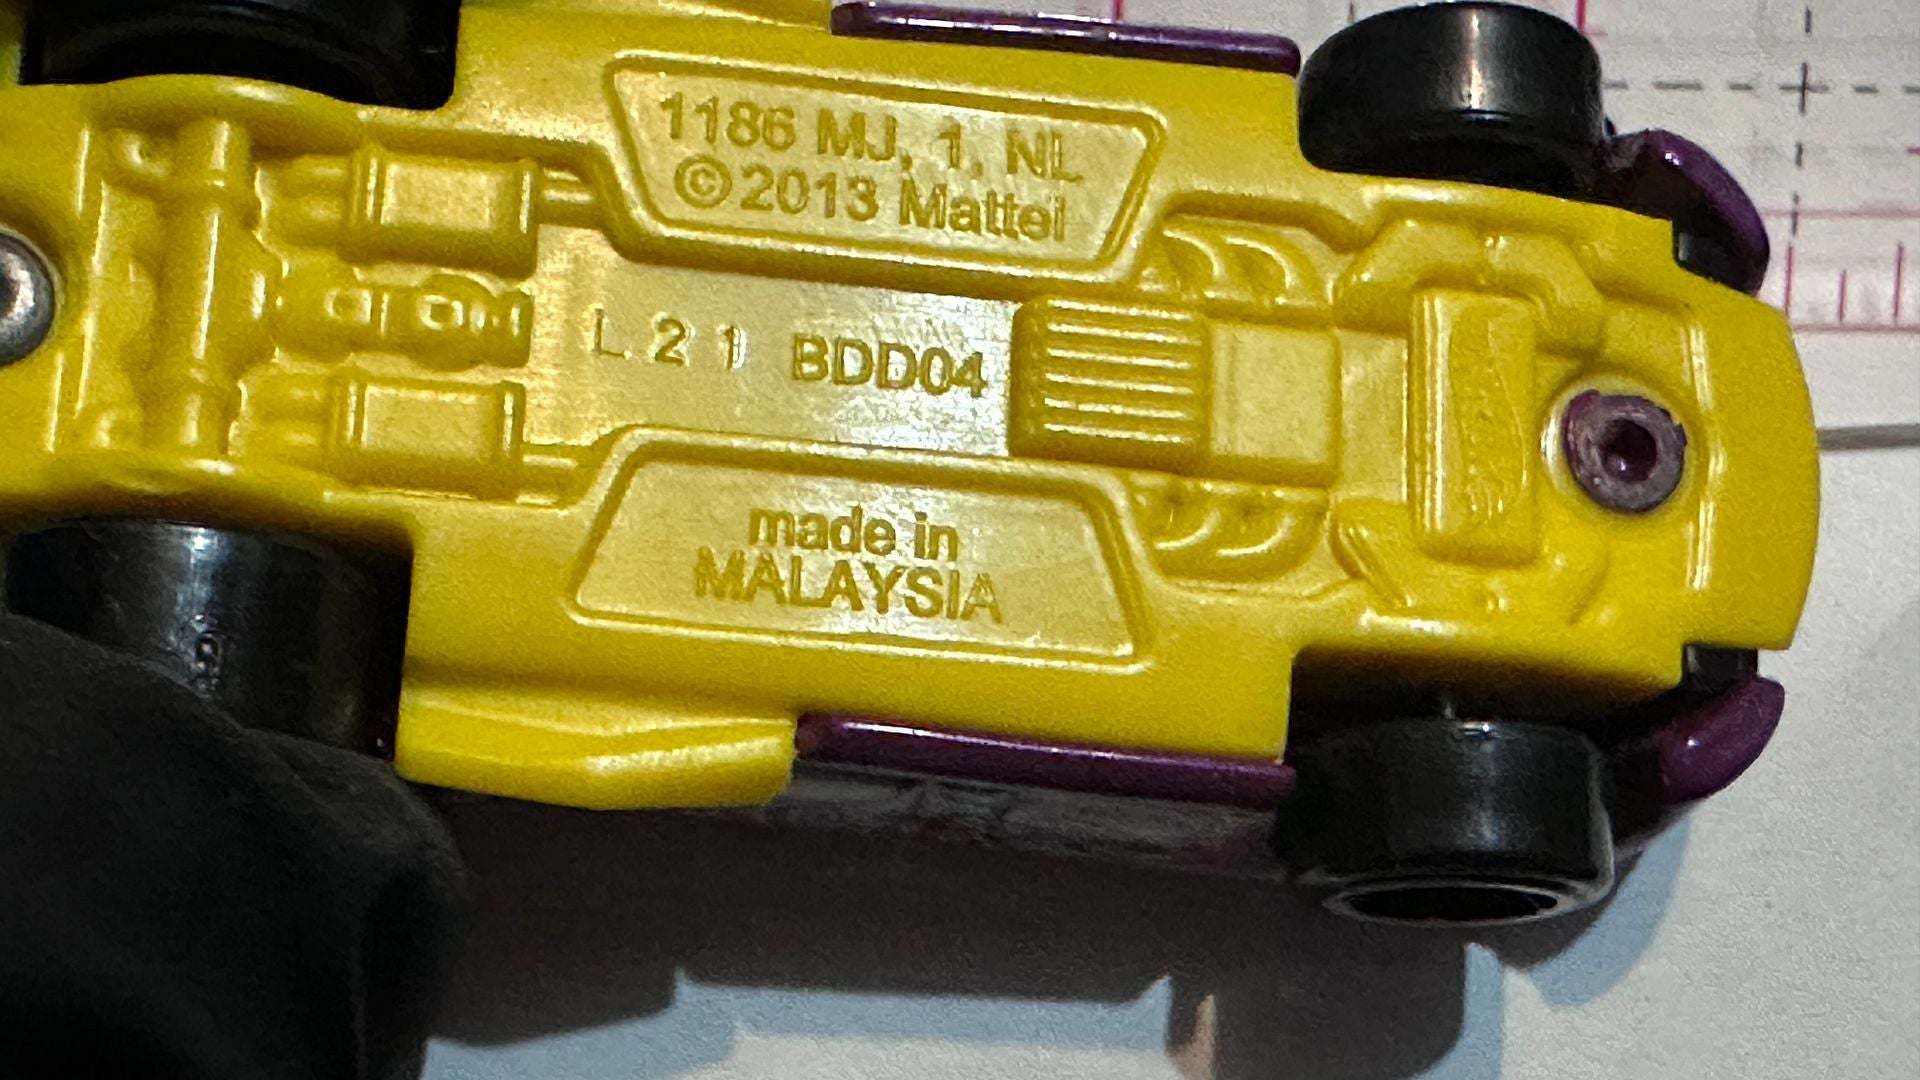 1186 MJ, 1, NL
©2013 Mattel
L 2 1 BDD04
made in
MALAYSIA